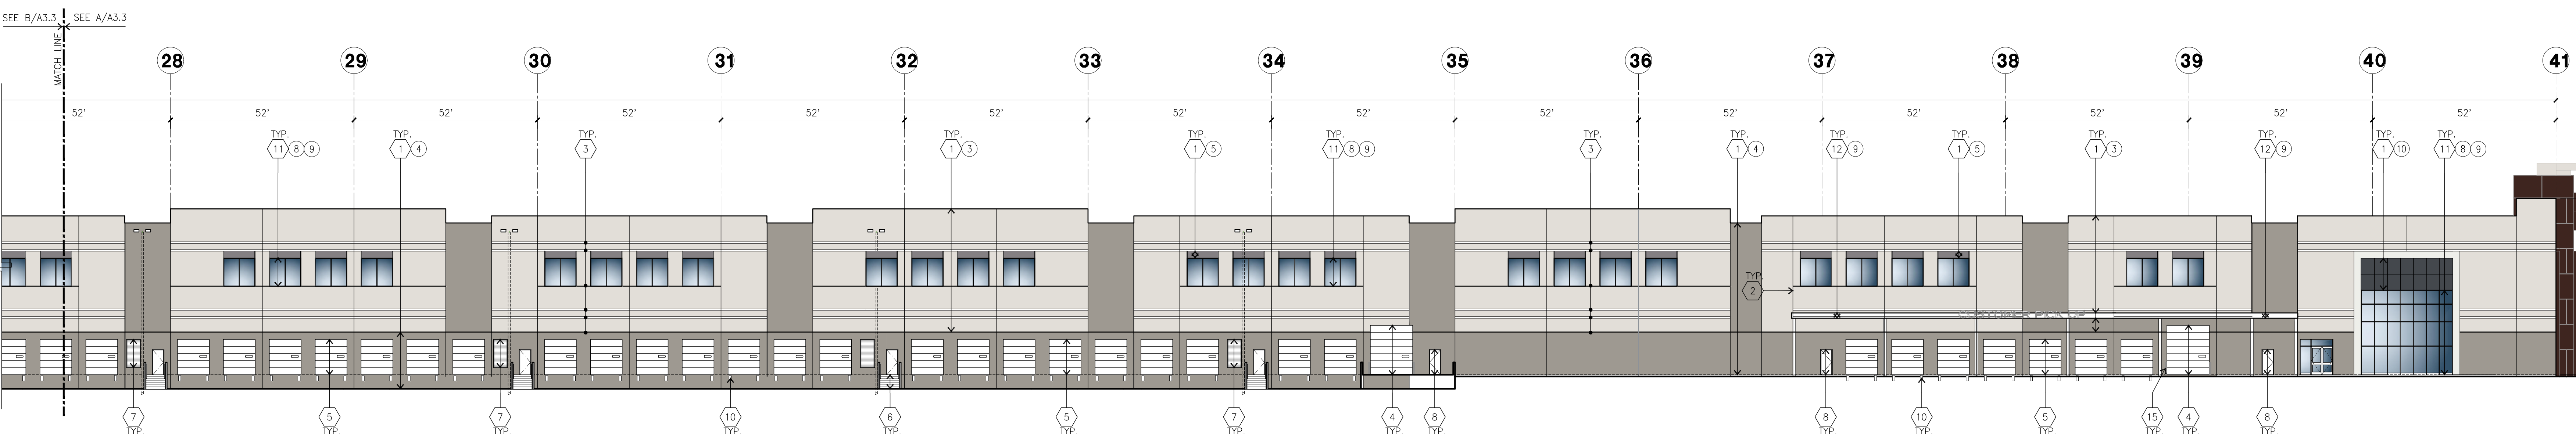 SEE B/A3.3 SEE A/A3.3
MATCH LINE
28 29 30 31 32 33 34 35 36 37 38 39 40 41
52' 52' 52' 52' 52' 52' 52' 52' 52' 52' 52' 52' 52' 52'
TYP. TYP. TYP. TYP. TYP. TYP. TYP. TYP. TYP. TYP. TYP. TYP. TYP. TYP.
11 8 9 1 4 3 1 3 1 5 11 8 9 3 1 4 12 9 1 5 1 3 12 9 1 10 11 8 9
TYP.
2
CUSTOMER PICK UP
7 5 7 10 6 5 7 4 8 8 10 5 15 4 8
TYP. TYP. TYP. TYP. TYP. TYP. TYP. TYP. TYP. TYP. TYP. TYP. TYP. TYP. TYP.